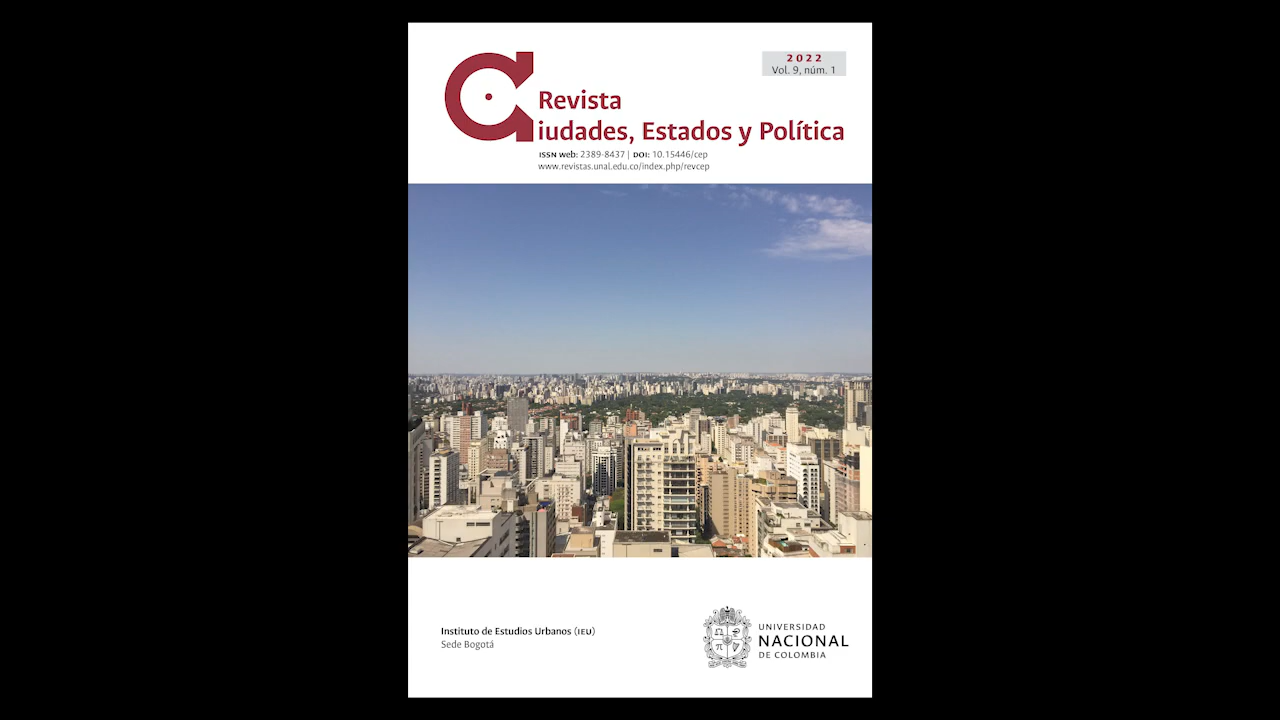 2022
Vol. 9, núm. 1
Revista
iudades, Estados y Política
ISSN web: 2389-8437 | DOI: 10.15446/cep
www.revistas.unal.edu.co/index.php/revcep
Instituto de Estudios Urbanos (IEU)
Sede Bogotá
UNIVERSIDAD
NACIONAL
DE COLOMBIA